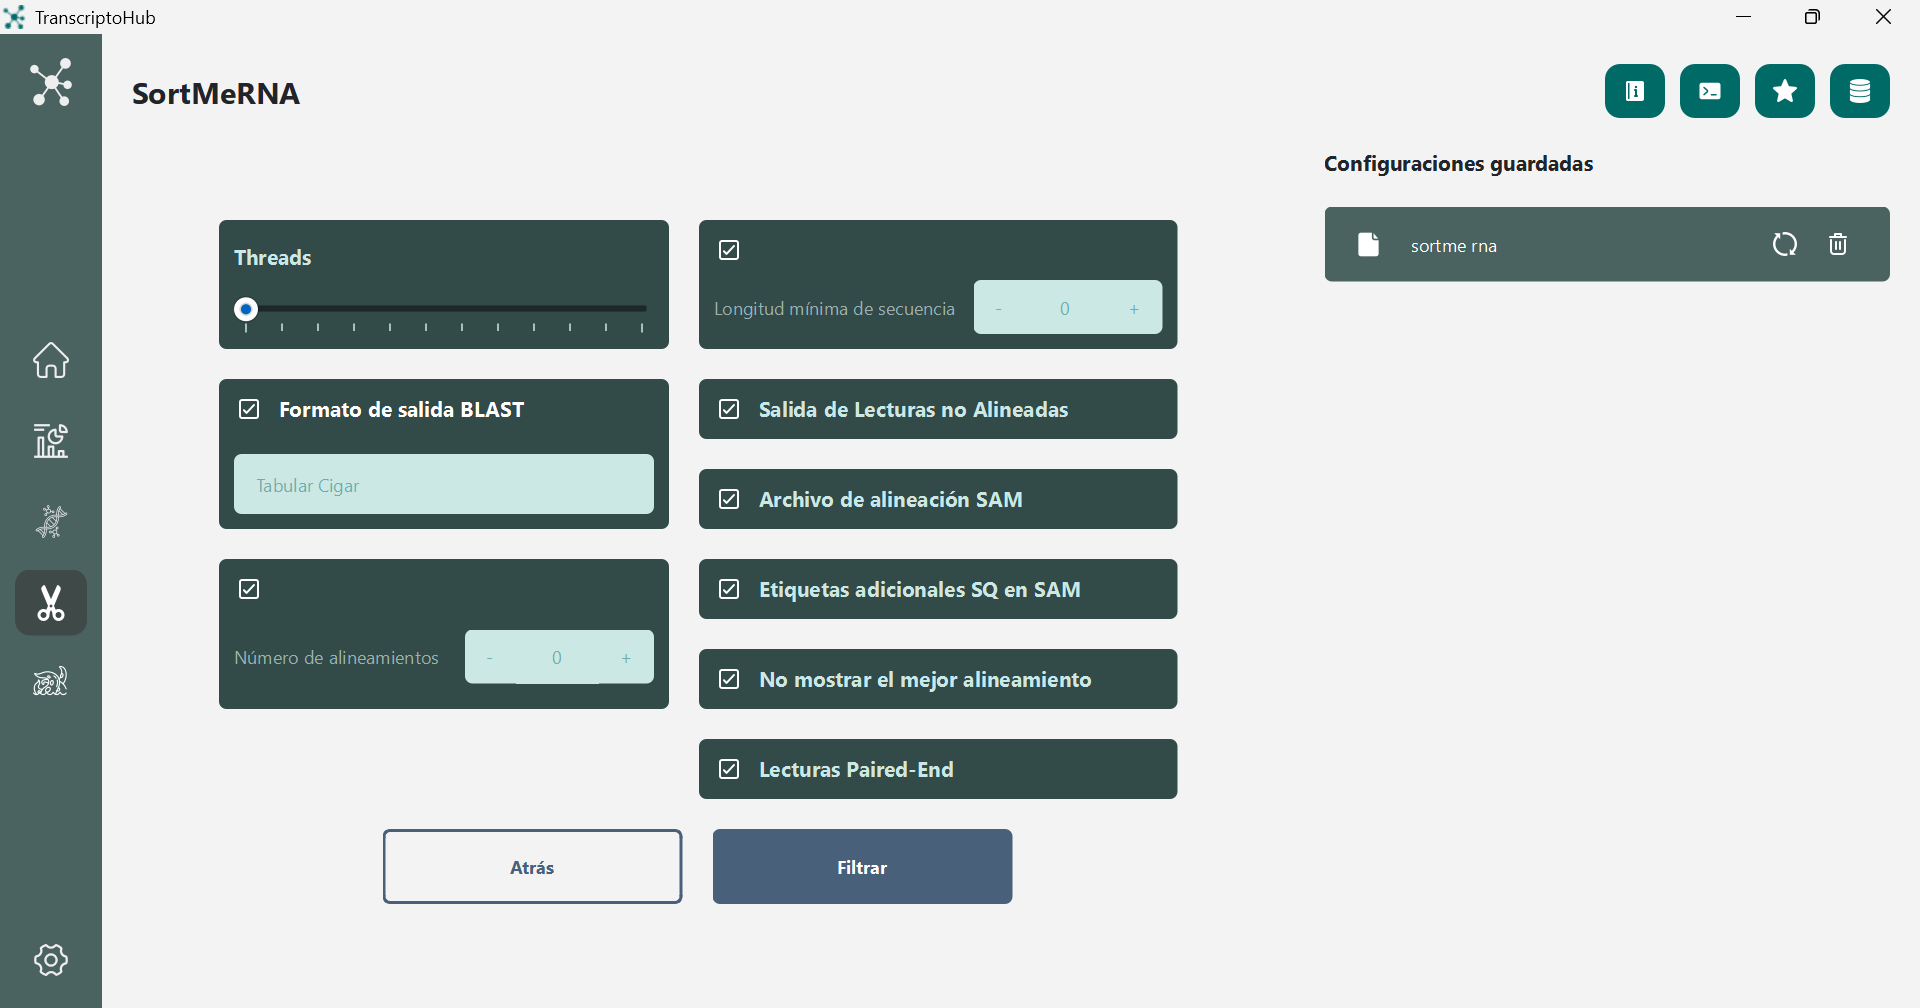 TranscriptoHub
SortMeRNA
Configuraciones guardadas
sortme rna
Threads
Longitud mínima de secuencia
- 0 +
Formato de salida BLAST
Tabular Cigar
Salida de Lecturas no Alineadas
Archivo de alineación SAM
Número de alineamientos
- 0 +
Etiquetas adicionales SQ en SAM
No mostrar el mejor alineamiento
Lecturas Paired-End
Atrás
Filtrar